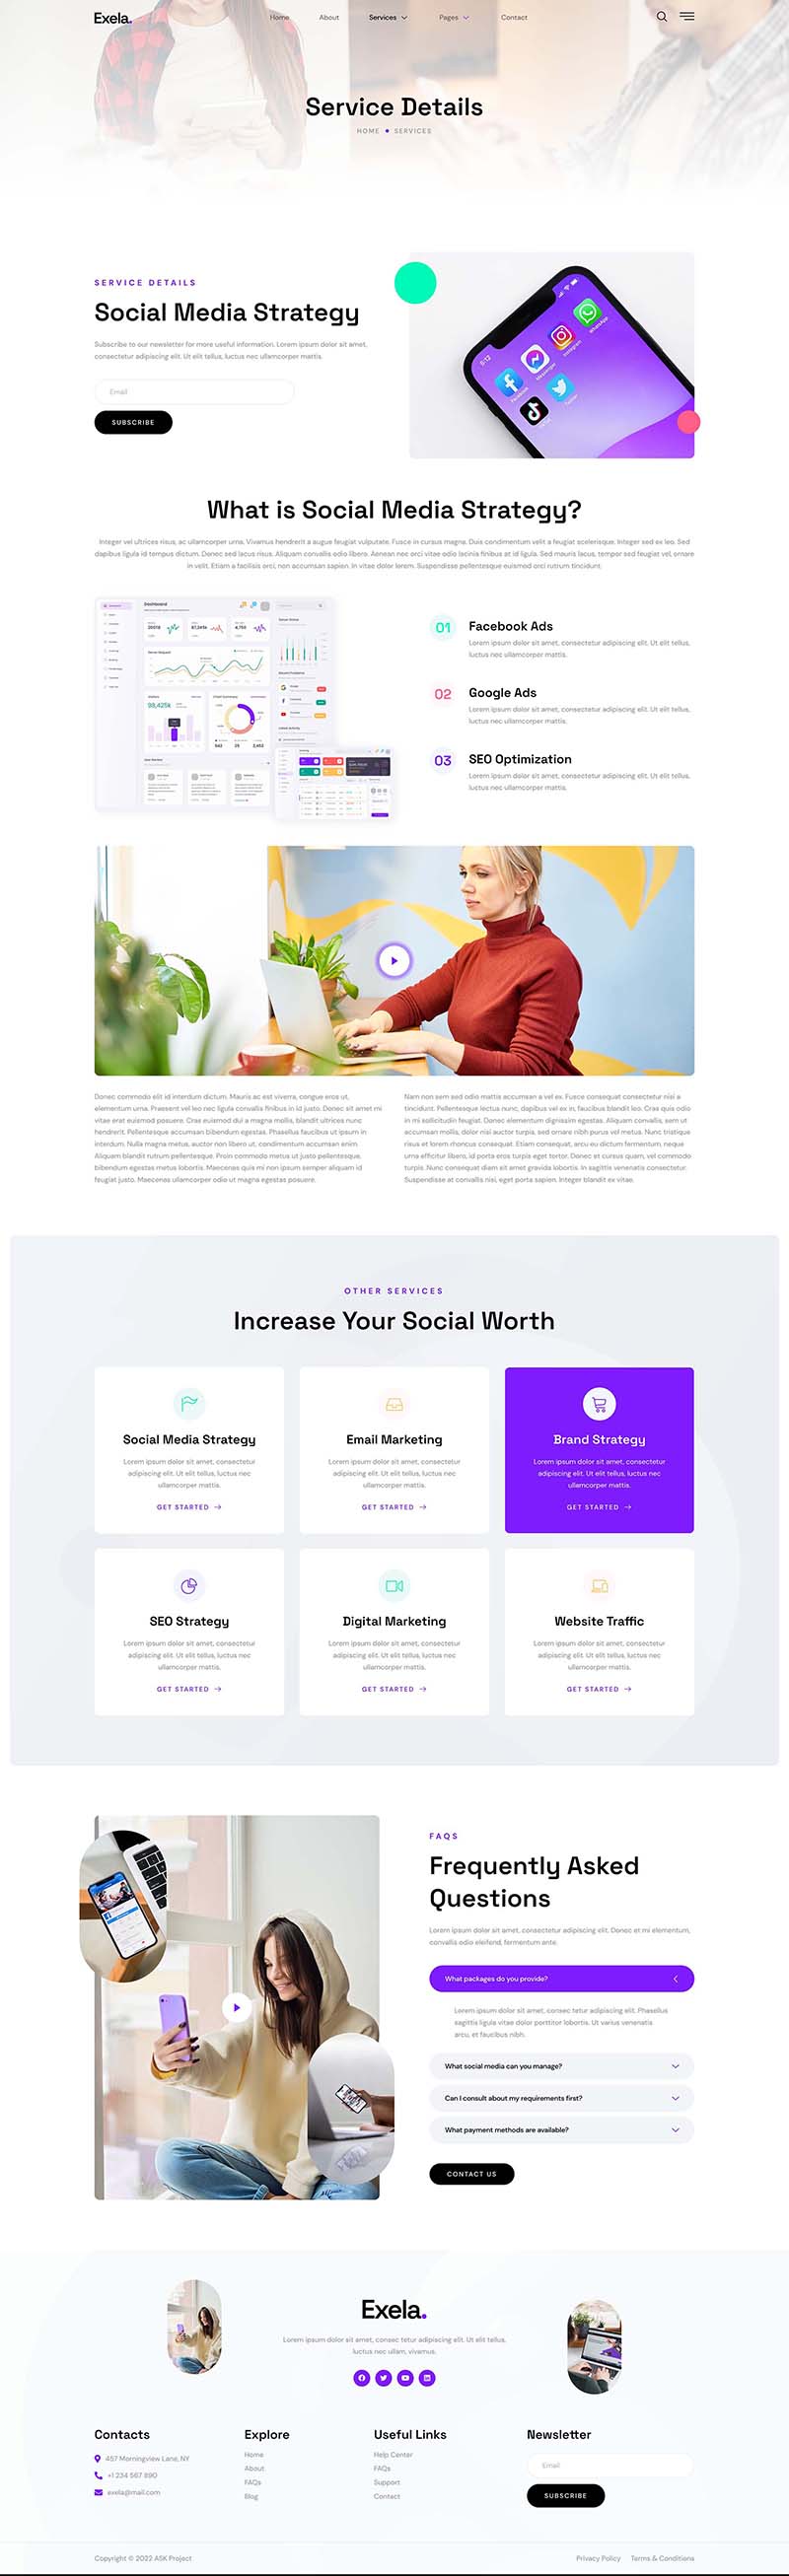 Exela.
Home
About
Services
Pages
Contact
Service Details
HOME
SERVICES
SERVICE DETAILS
Social Media Strategy
Subscribe to our newsletter for more useful information. Lorem ipsum dolor sit amet,
consectetur adipiscing elit. Ut elit tellus, luctus nec ullamcorper mattis.
Email
SUBSCRIBE
5:12
Facebook
Messenger
Instagram
WhatsApp
Twitter
What is Social Media Strategy?
Integer vel ultrices risus, ac ullamcorper urna. Vivamus hendrerit a augue feugiat vulputate. Fusce in cursus magna. Duis condimentum velit a feugiat scelerisque. Integer sed ex leo. Sed
dapibus ligula id tempus dictum. Donec sed lacus risus. Aliquam convallis odio libero. Aenean nec orci vitae odio lacinia finibus at id ligula. Sed mauris lacus, tempor sed feugiat vel, ornare
in velit. Etiam a facilisis orci, non accumsan sapien. In vitae dolor lorem. Suspendisse pellentesque euismod orci rutrum tincidunt.
Dashboard
98,425k
01
Facebook Ads
Lorem ipsum dolor sit amet, consectetur adipiscing elit. Ut elit tellus,
luctus nec ullamcorper mattis.
02
Google Ads
Lorem ipsum dolor sit amet, consectetur adipiscing elit. Ut elit tellus,
luctus nec ullamcorper mattis.
03
SEO Optimization
Lorem ipsum dolor sit amet, consectetur adipiscing elit. Ut elit tellus,
luctus nec ullamcorper mattis.
Donec commodo elit id interdum dictum. Mauris ac est viverra, congue eros ut,
elementum urna. Praesent vel leo nec ligula convallis finibus in id justo. Donec sit amet mi
vitae erat euismod posuere. Cras euismod dui a magna mollis, blandit ultrices nunc
hendrerit. Pellentesque accumsan bibendum egestas. Phasellus faucibus ut ipsum in
interdum. Nulla magna metus, auctor non libero ut, condimentum accumsan enim.
Aliquam blandit rutrum pellentesque. Proin commodo metus ut justo pellentesque,
bibendum egestas metus lobortis. Maecenas quis mi non ipsum semper aliquam id
feugiat justo. Maecenas ullamcorper odio ut magna egestas posuere.
Nam non sem sed odio mattis accumsan a vel ex. Fusce consequat consectetur nisi a
tincidunt. Pellentesque lectus nunc, dapibus vel ex in, faucibus blandit leo. Cras quis odio
in mi sollicitudin feugiat. Donec elementum dignissim egestas. Aliquam convallis, sem ut
accumsan mollis, dolor nisi auctor turpis, sed ornare nibh purus vel metus. Nunc tristique
risus et lorem rhoncus consequat. Etiam consequat, arcu eu dictum fermentum, neque
urna efficitur libero, id porta eros turpis eget tortor. Donec et cursus quam, vel commodo
turpis. Nunc consequat diam sit amet gravida lobortis. In sagittis venenatis consectetur.
Suspendisse at convallis nisi, eget porta sapien. Integer blandit ex vitae.
OTHER SERVICES
Increase Your Social Worth
Social Media Strategy
Lorem ipsum dolor sit amet, consectetur
adipiscing elit. Ut elit tellus, luctus nec
ullamcorper mattis.
GET STARTED
Email Marketing
Lorem ipsum dolor sit amet, consectetur
adipiscing elit. Ut elit tellus, luctus nec
ullamcorper mattis.
GET STARTED
Brand Strategy
Lorem ipsum dolor sit amet, consectetur
adipiscing elit. Ut elit tellus, luctus nec
ullamcorper mattis.
GET STARTED
SEO Strategy
Lorem ipsum dolor sit amet, consectetur
adipiscing elit. Ut elit tellus, luctus nec
ullamcorper mattis.
GET STARTED
Digital Marketing
Lorem ipsum dolor sit amet, consectetur
adipiscing elit. Ut elit tellus, luctus nec
ullamcorper mattis.
GET STARTED
Website Traffic
Lorem ipsum dolor sit amet, consectetur
adipiscing elit. Ut elit tellus, luctus nec
ullamcorper mattis.
GET STARTED
FAQS
Frequently Asked
Questions
Lorem ipsum dolor sit amet, consectetur adipiscing elit. Donec et mi elementum,
convallis odio eleifend, fermentum ante.
What packages do you provide?
Lorem ipsum dolor sit amet, consec tetur adipiscing elit. Phasellus
sagittis ligula vitae dolor porttitor lobortis. Ut varius venenatis
arcu, et faucibus nibh.
What social media can you manage?
Can I consult about my requirements first?
What payment methods are available?
CONTACT US
Exela.
Lorem ipsum dolor sit amet, consec tetur adipiscing elit. Ut elit tellus,
luctus nec ullam, vivamus.
Contacts
457 Morningview Lane, NY
+1 234 567 890
exela@mail.com
Explore
Home
About
FAQs
Blog
Useful Links
Help Center
FAQs
Support
Contact
Newsletter
Email
SUBSCRIBE
Copyright © 2022 ASK Project
Privacy Policy
Terms & Conditions